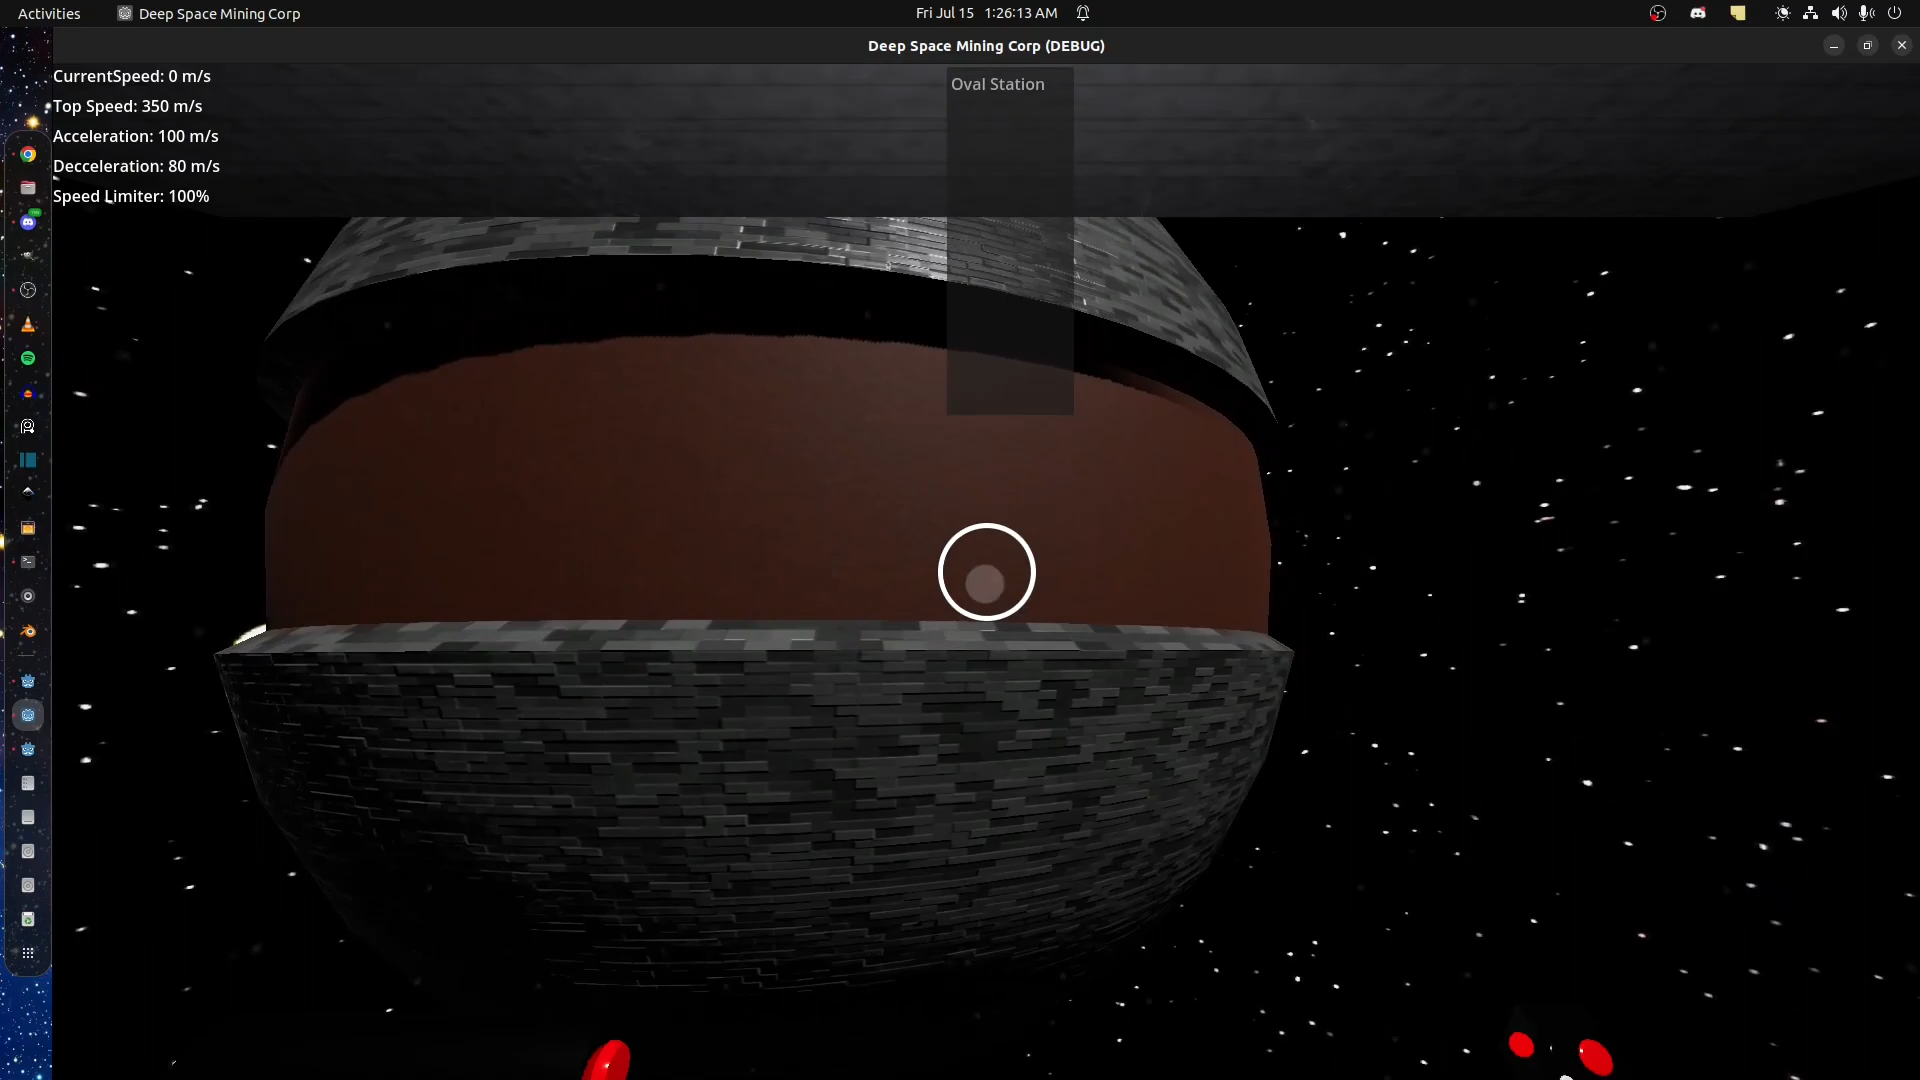 Activities
Deep Space Mining Corp
Fri Jul 15 1:26:13 AM
Deep Space Mining Corp (DEBUG)
CurrentSpeed: 0 m/s
Top Speed: 350 m/s
Acceleration: 100 m/s
Decceleration: 80 m/s
Speed Limiter: 100%
Oval Station